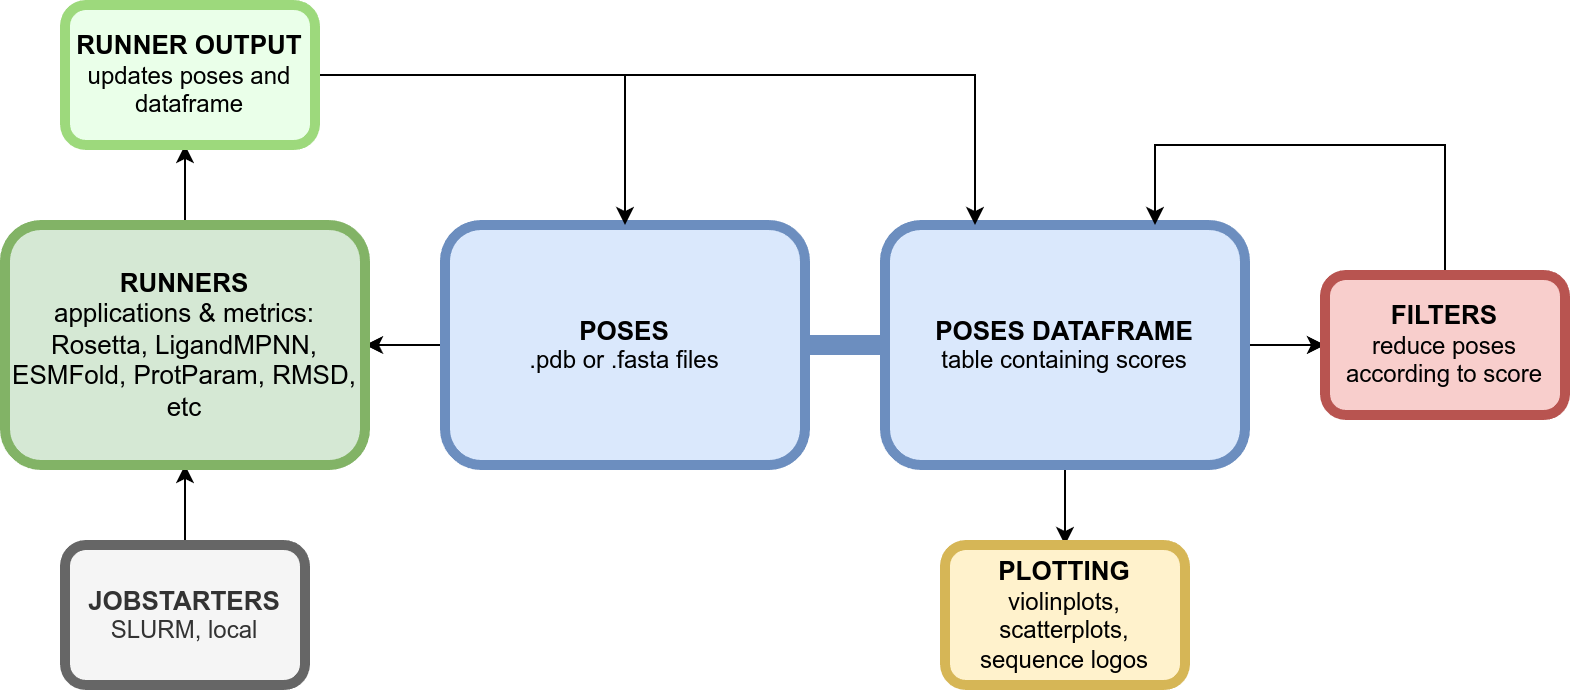 RUNNER OUTPUT
updates poses and
dataframe
RUNNERS
applications & metrics:
Rosetta, LigandMPNN,
ESMFold, ProtParam, RMSD,
etc
POSES
.pdb or .fasta files
POSES DATAFRAME
table containing scores
FILTERS
reduce poses
according to score
JOBSTARTERS
SLURM, local
PLOTTING
violinplots,
scatterplots,
sequence logos